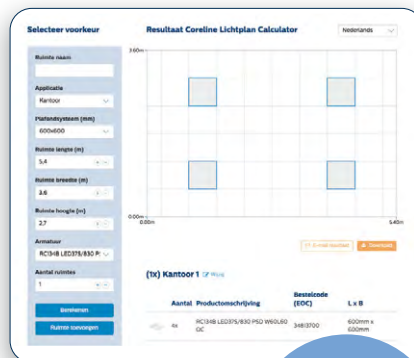 Selecteer voorkeur
Resultaat Coreline Lichtplan Calculator
Nederlands
Ruimte naam
Applicatie
Kantoor
Plafondsysteem (mm)
600x600
Ruimte lengte (m)
5,4
Ruimte breedte (m)
3,6
Ruimte hoogte (m)
2,7
Armatuur
RC134B LED37S/830 P
Aantal ruimtes
1
Berekenen
Ruimte toevoegen
3.60m
0.00m
0.00m
5.40m
Download
(1x) Kantoor 1
Aantal Productomschrijving Bestelcode (EOC) L x B
4x RC134B LED37S/830 PSD W60L60 OC 34813700 600mm x 600mm